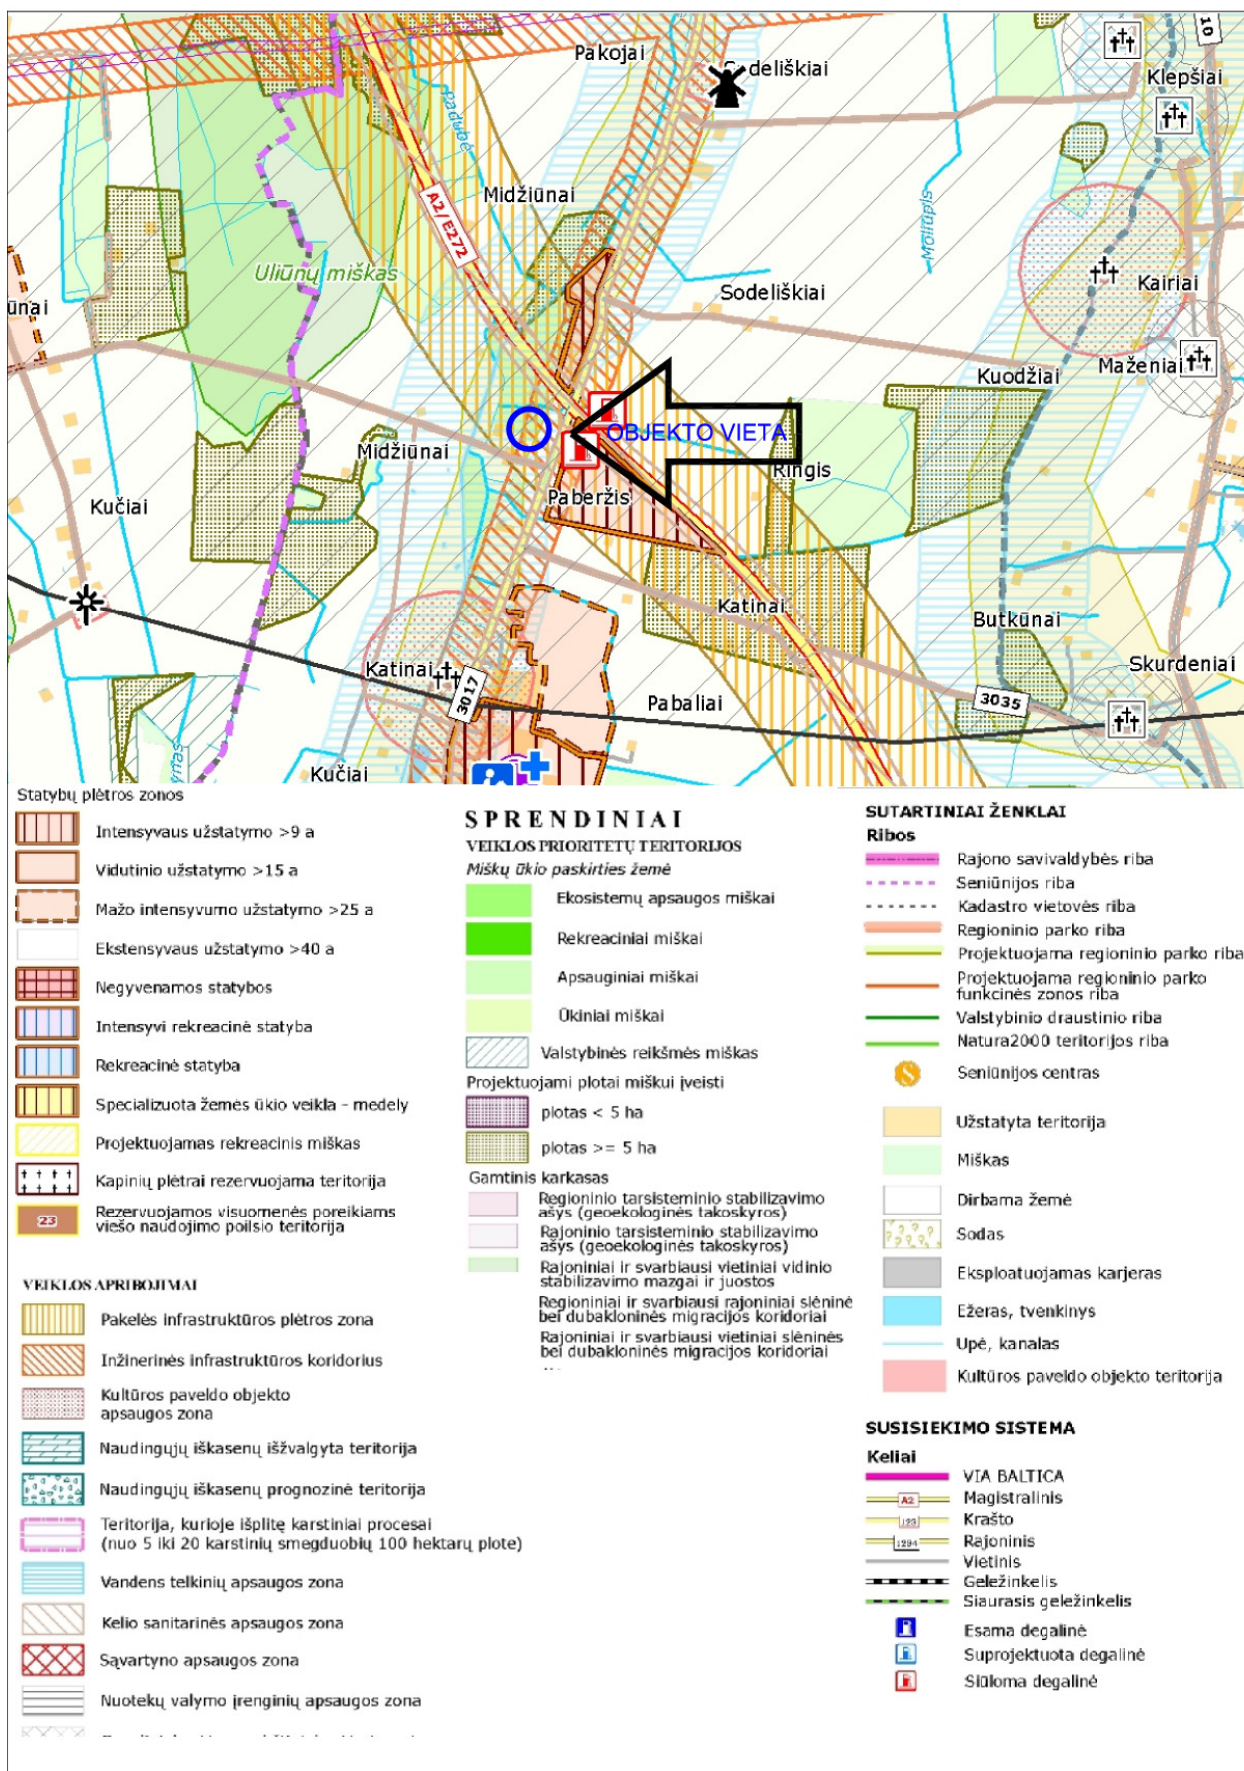 Pakojai
Sodeliškiai
10
Klepšiai
Padubė
Midžiūnai
A2/E272
Moirupis
Uliūnų miškas
Sodeliškiai
Kairiai
ūnai
Maženiai
Kuodžiai
OBJEKTO VIETA
Midžiūnai
Ringis
Kučiai
Paberžis
Katinai
Butkūnai
Katinai
Skurdeniai
3017
Pabaliai
3035
Kučiai
Statybų plėtros zonos
Intensyvaus užstatymo >9 a
Vidutinio užstatymo >15 a
Mažo intensyvumo užstatymo >25 a
Ekstensyvaus užstatymo >40 a
Negyvenamos statybos
Intensyvi rekreacinė statyba
Rekreacinė statyba
Specializuota žemės ūkio veikla - medely
Projektuojamas rekreacinis miškas
Kapinių plėtrai rezervuojama teritorija
23
Rezervuojamos visuomenės poreikiams
viešo naudojimo poilsio teritorija
VEIKLOS APRIBOJIMAI
Pakelės infrastruktūros plėtros zona
Inžinerinės infrastruktūros koridorius
Kultūros paveldo objekto
apsaugos zona
Naudingųjų iškasenų išžvalgyta teritorija
Naudingųjų iškasenų prognozinė teritorija
Teritorija, kurioje išplitę karstiniai procesai
(nuo 5 iki 20 karstinių smegduobių 100 hektarų plote)
Vandens telkinių apsaugos zona
Kelio sanitarinės apsaugos zona
Sąvartyno apsaugos zona
Nuotekų valymo įrenginių apsaugos zona
SPRENDINIAI
VEIKLOS PRIORITETŲ TERITORIJOS
Miškų ūkio paskirties žemė
Ekosistemų apsaugos miškai
Rekreaciniai miškai
Apsauginiai miškai
Ūkiniai miškai
Valstybinės reikšmės miškas
Projektuojami plotai miškui įveisti
plotas < 5 ha
plotas >= 5 ha
Gamtinis karkasas
Regioninio tarsisteminio stabilizavimo
ašys (geoekologinės takoskyros)
Rajoninio tarsisteminio stabilizavimo
ašys (geoekologinės takoskyros)
Rajoniniai ir svarbiausi vietiniai vidinio
stabilizavimo mazgai ir juostos
Regioniniai ir svarbiausi rajoniniai slėninė
bei dubakloninės migracijos koridoriai
Rajoniniai ir svarbiausi vietiniai slėninės
bei dubakloninės migracijos koridoriai
SUTARTINIAI ŽENKLAI
Ribos
Rajono savivaldybės riba
Seniūnijos riba
Kadastro vietovės riba
Regioninio parko riba
Projektuojama regioninio parko riba
Projektuojama regioninio parko
funkcinės zonos riba
Valstybinio draustinio riba
Natura2000 teritorijos riba
S
Seniūnijos centras
Užstatyta teritorija
Miškas
Dirbama žemė
Sodas
Eksploatuojamas karjeras
Ežeras, tvenkinys
Upė, kanalas
Kultūros paveldo objekto teritorija
SUSISIEKIMO SISTEMA
Keliai
VIA BALTICA
A2 Magistralinis
123 Krašto
1294 Rajoninis
Vietinis
Geležinkelis
Siaurasis geležinkelis
Esama degalinė
Suprojektuota degalinė
Siūloma degalinė